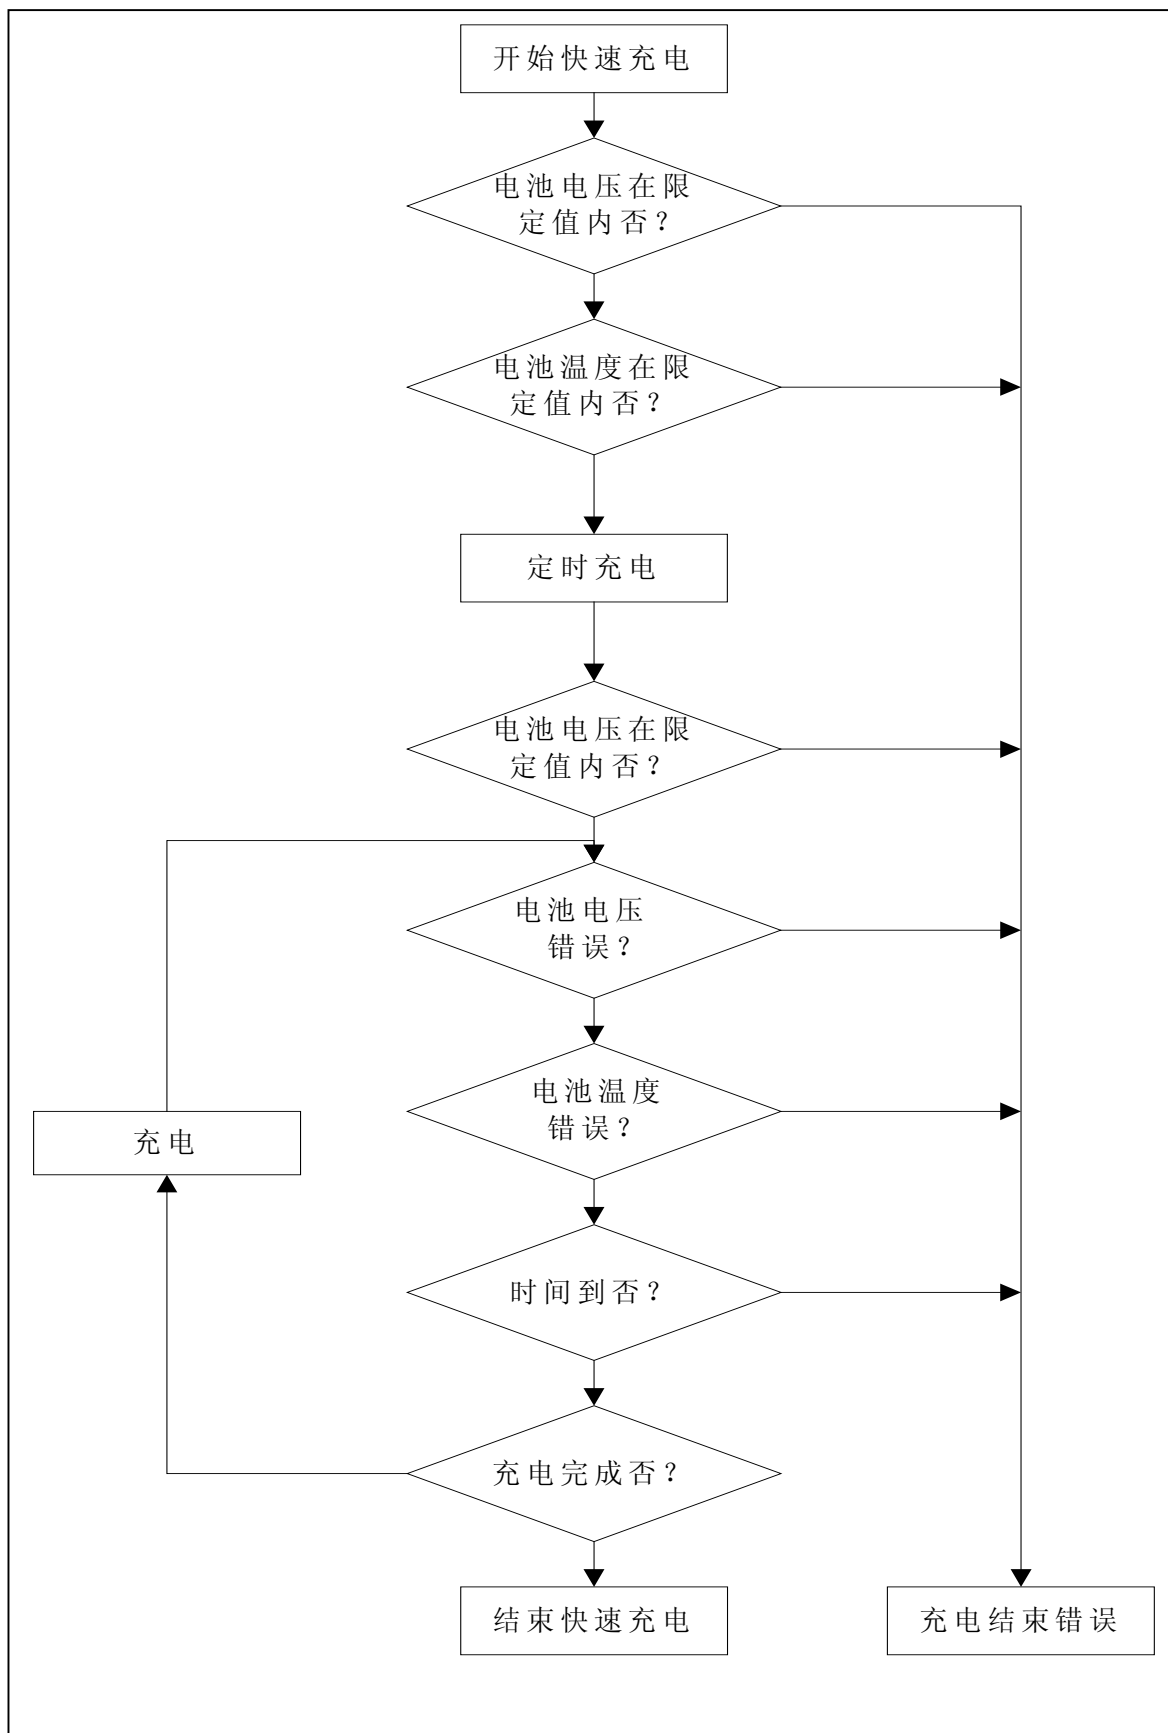 开始快速充电
电池电压在限
定值内否？
电池温度在限
定值内否？
定时充电
电池电压在限
定值内否？
电池电压
错误？
电池温度
错误？
充电
时间到否？
充电完成否？
结束快速充电
充电结束错误